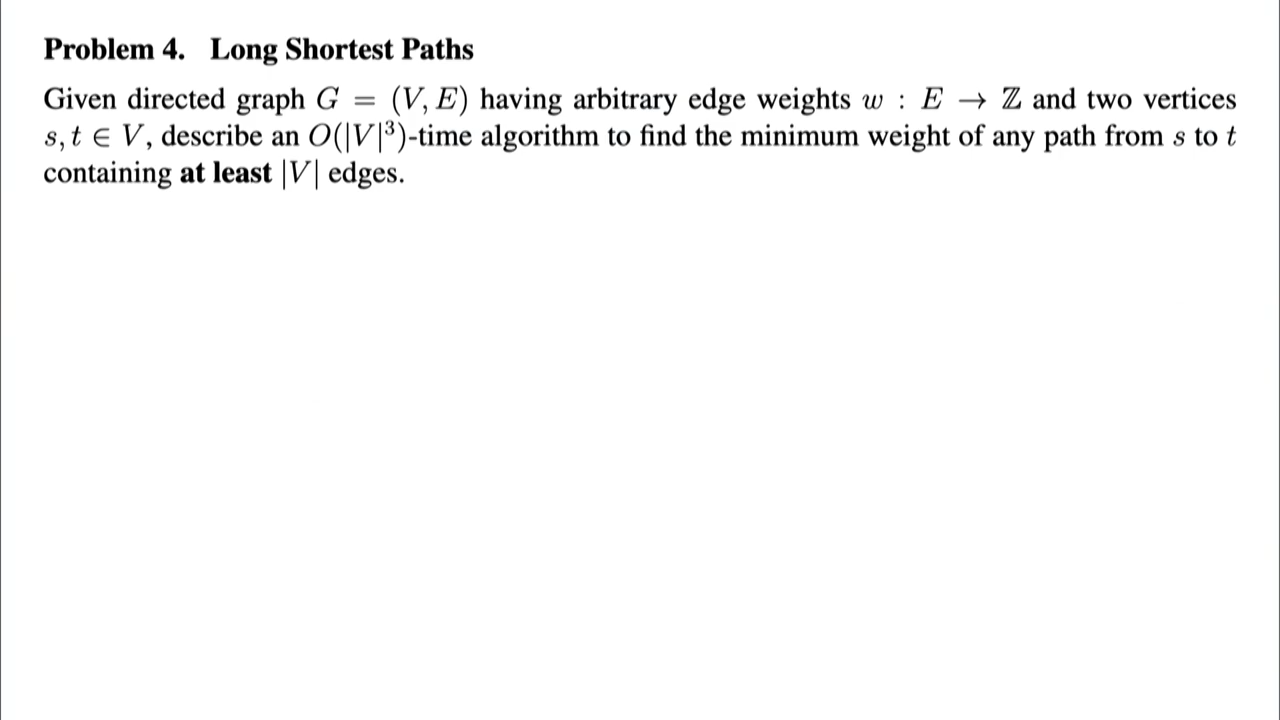 Problem 4. Long Shortest Paths
Given directed graph G = (V, E) having arbitrary edge weights w : E → ℤ and two vertices
s, t ∈ V, describe an O(|V|³)-time algorithm to find the minimum weight of any path from s to t
containing at least |V| edges.